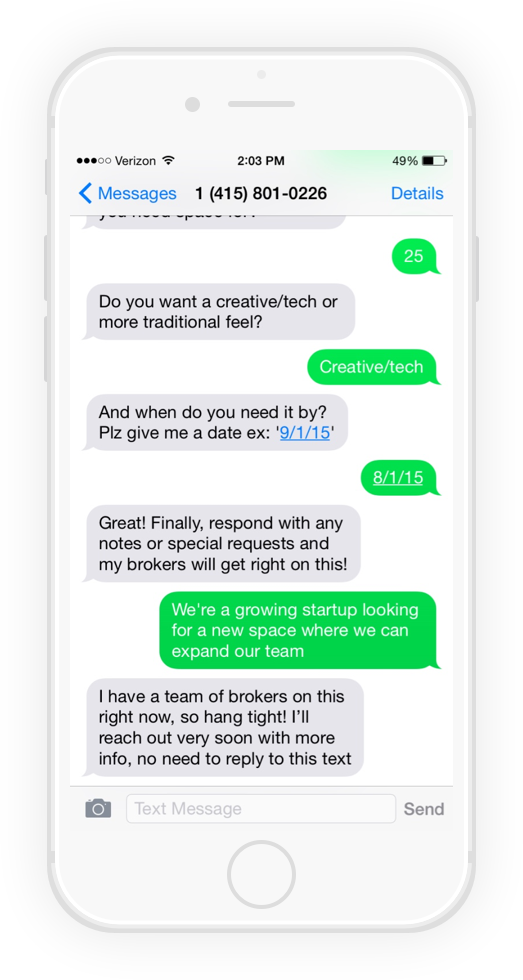 Verizon 2:03 PM 49%
Messages 1 (415) 801-0226 Details
you need space for?
25
Do you want a creative/tech or
more traditional feel?
Creative/tech
And when do you need it by?
Plz give me a date ex: '9/1/15'
8/1/15
Great! Finally, respond with any
notes or special requests and
my brokers will get right on this!
We're a growing startup looking
for a new space where we can
expand our team
I have a team of brokers on this
right now, so hang tight! I’ll
reach out very soon with more
info, no need to reply to this text
Text Message Send